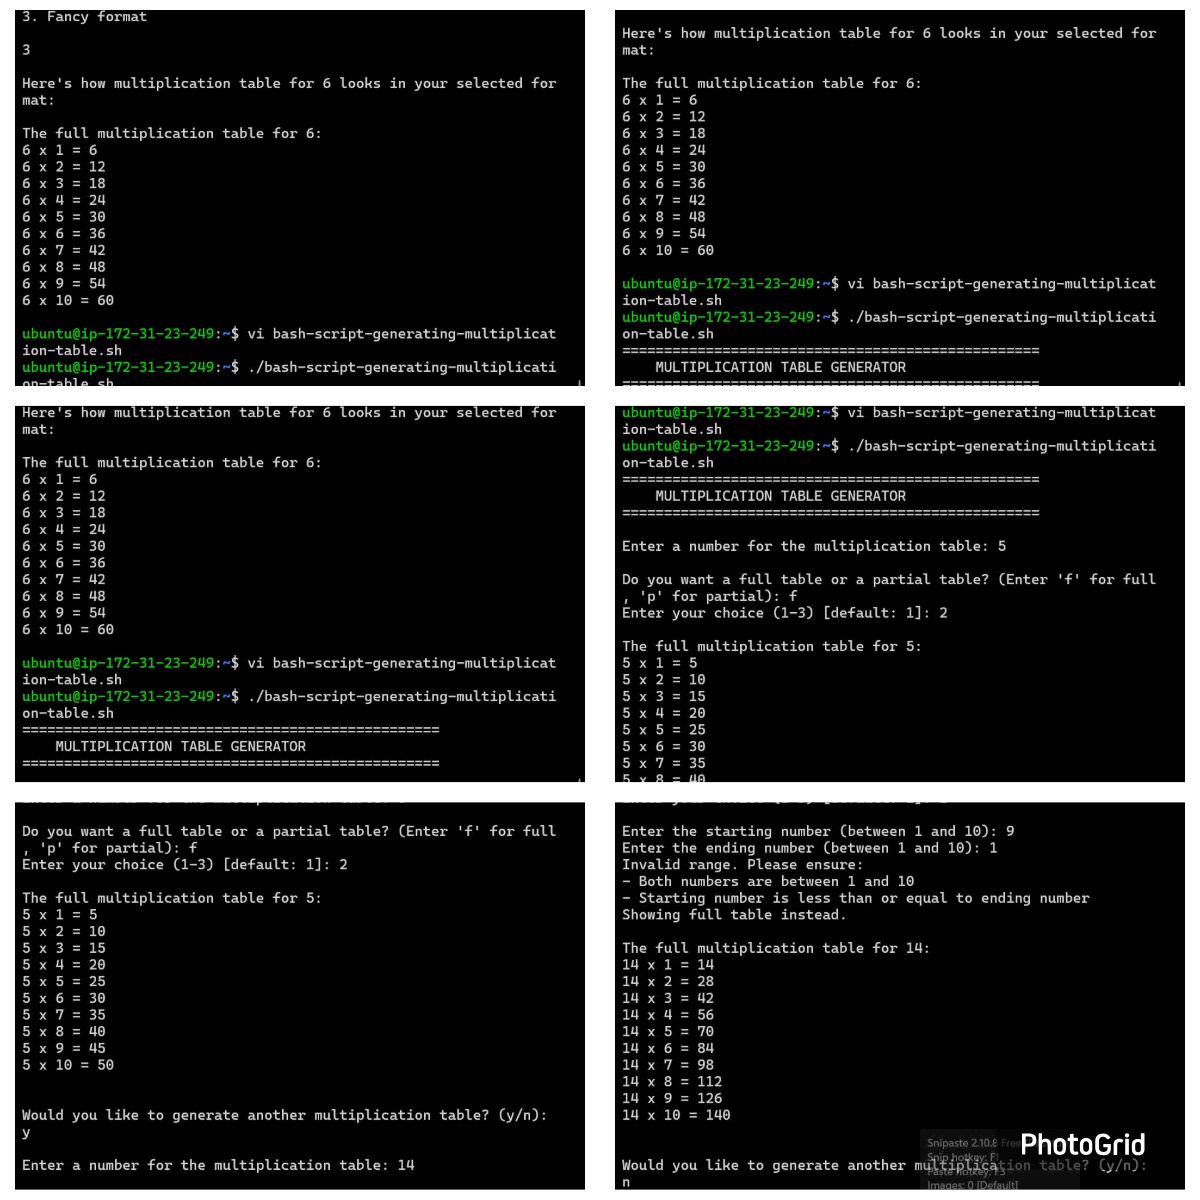 3. Fancy format
3
Here's how multiplication table for 6 looks in your selected for
mat:
The full multiplication table for 6:
6 x 1 = 6
6 x 2 = 12
6 x 3 = 18
6 x 4 = 24
6 x 5 = 30
6 x 6 = 36
6 x 7 = 42
6 x 8 = 48
6 x 9 = 54
6 x 10 = 60
ubuntu@ip-172-31-23-249:~$ vi bash-script-generating-multiplicat
ion-table.sh
ubuntu@ip-172-31-23-249:~$ ./bash-script-generating-multiplicati
on-table.sh
Here's how multiplication table for 6 looks in your selected for
mat:
The full multiplication table for 6:
6 x 1 = 6
6 x 2 = 12
6 x 3 = 18
6 x 4 = 24
6 x 5 = 30
6 x 6 = 36
6 x 7 = 42
6 x 8 = 48
6 x 9 = 54
6 x 10 = 60
ubuntu@ip-172-31-23-249:~$ vi bash-script-generating-multiplicat
ion-table.sh
ubuntu@ip-172-31-23-249:~$ ./bash-script-generating-multiplicati
on-table.sh
==================================================
MULTIPLICATION TABLE GENERATOR
==================================================
Here's how multiplication table for 6 looks in your selected for
mat:
The full multiplication table for 6:
6 x 1 = 6
6 x 2 = 12
6 x 3 = 18
6 x 4 = 24
6 x 5 = 30
6 x 6 = 36
6 x 7 = 42
6 x 8 = 48
6 x 9 = 54
6 x 10 = 60
ubuntu@ip-172-31-23-249:~$ vi bash-script-generating-multiplicat
ion-table.sh
ubuntu@ip-172-31-23-249:~$ ./bash-script-generating-multiplicati
on-table.sh
==================================================
MULTIPLICATION TABLE GENERATOR
==================================================
ubuntu@ip-172-31-23-249:~$ vi bash-script-generating-multiplicat
ion-table.sh
ubuntu@ip-172-31-23-249:~$ ./bash-script-generating-multiplicati
on-table.sh
==================================================
MULTIPLICATION TABLE GENERATOR
==================================================
Enter a number for the multiplication table: 5
Do you want a full table or a partial table? (Enter 'f' for full
, 'p' for partial): f
Enter your choice (1-3) [default: 1]: 2
The full multiplication table for 5:
5 x 1 = 5
5 x 2 = 10
5 x 3 = 15
5 x 4 = 20
5 x 5 = 25
5 x 6 = 30
5 x 7 = 35
5 x 8 = 40
Do you want a full table or a partial table? (Enter 'f' for full
, 'p' for partial): f
Enter your choice (1-3) [default: 1]: 2
The full multiplication table for 5:
5 x 1 = 5
5 x 2 = 10
5 x 3 = 15
5 x 4 = 20
5 x 5 = 25
5 x 6 = 30
5 x 7 = 35
5 x 8 = 40
5 x 9 = 45
5 x 10 = 50
Would you like to generate another multiplication table? (y/n):
y
Enter a number for the multiplication table: 14
Enter the starting number (between 1 and 10): 9
Enter the ending number (between 1 and 10): 1
Invalid range. Please ensure:
- Both numbers are between 1 and 10
- Starting number is less than or equal to ending number
Showing full table instead.
The full multiplication table for 14:
14 x 1 = 14
14 x 2 = 28
14 x 3 = 42
14 x 4 = 56
14 x 5 = 70
14 x 6 = 84
14 x 7 = 98
14 x 8 = 112
14 x 9 = 126
14 x 10 = 140
Would you like to generate another multiplication table? (y/n):
n
Snipaste 2.10.8 Free
Snip hotkey: F1
Paste hotkey: F3
Images: 0 [Default]
PhotoGrid